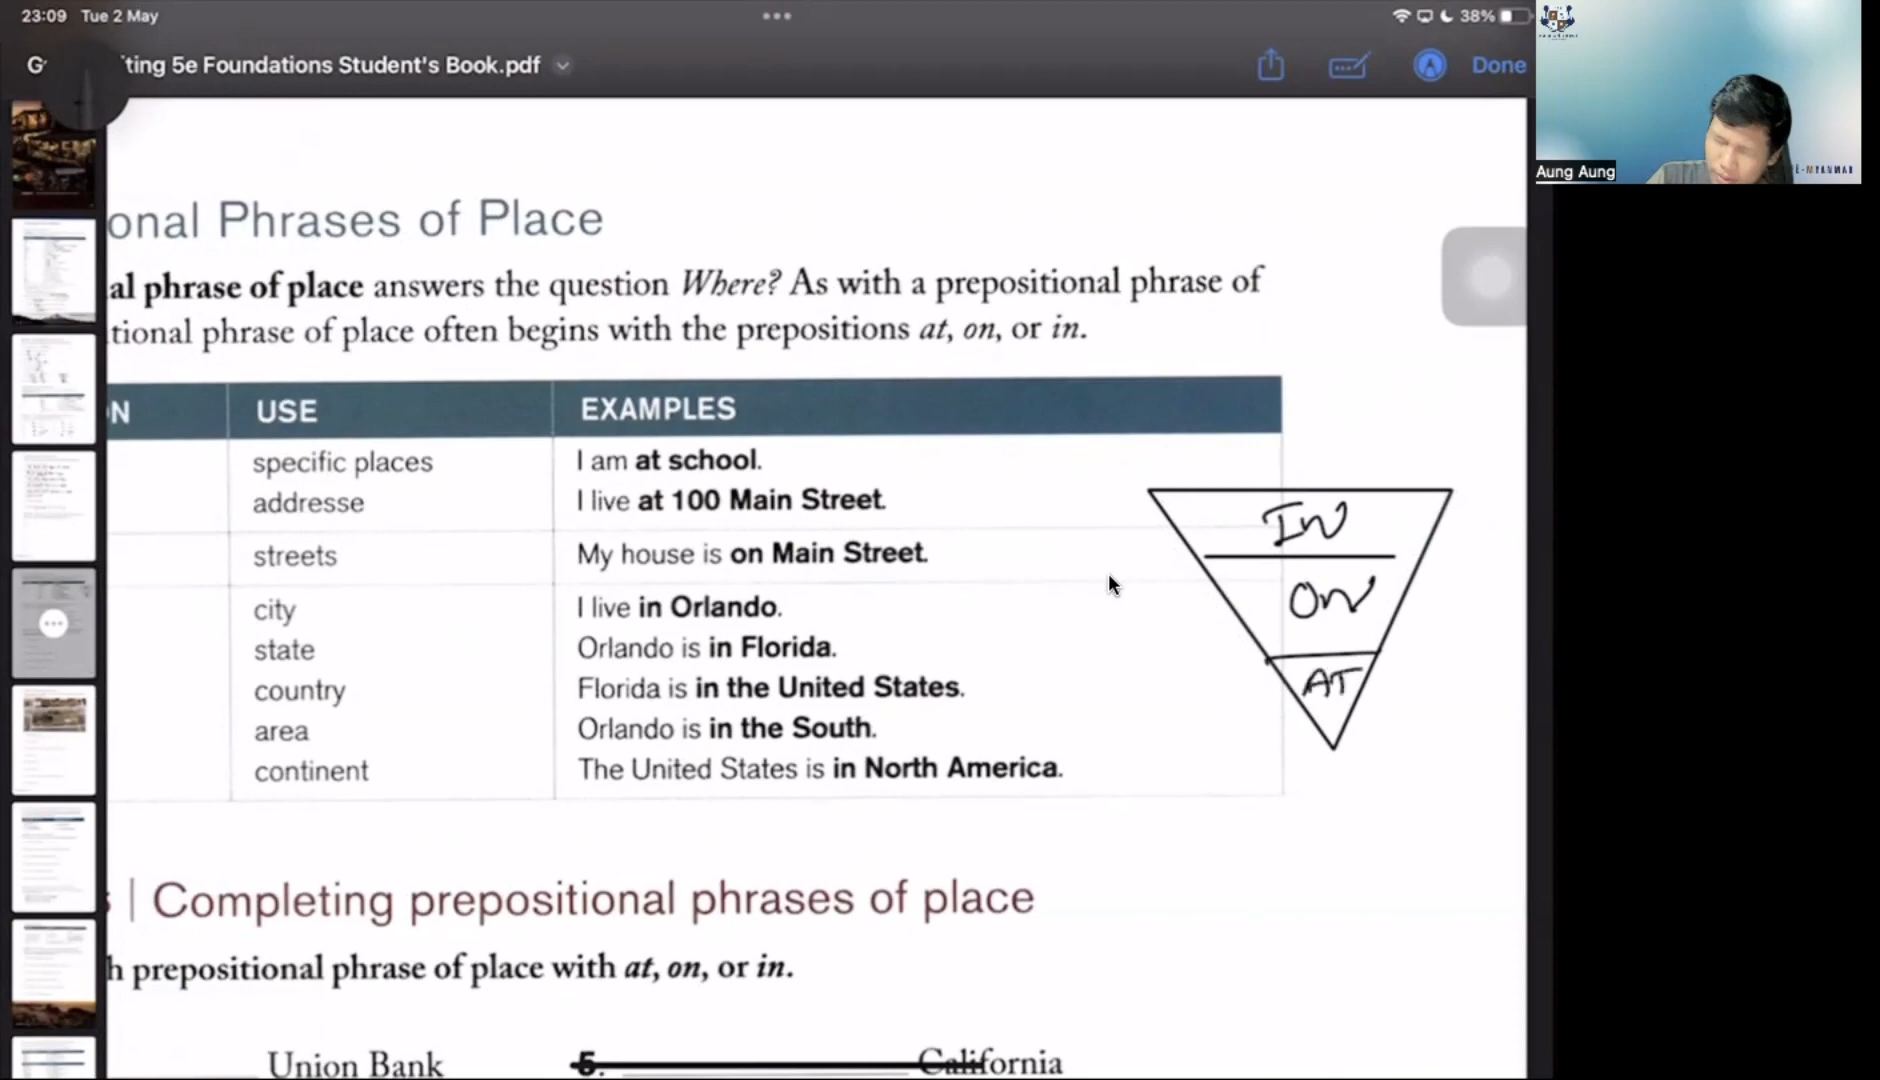 23:09 Tue 2 May
38%
ting 5e Foundations Student's Book.pdf
Done
Aung Aung
E-MYANMAR
onal Phrases of Place
al phrase of place answers the question Where? As with a prepositional phrase of
tional phrase of place often begins with the prepositions at, on, or in.
N USE EXAMPLES
specific places I am at school.
addresse I live at 100 Main Street.
streets My house is on Main Street.
city I live in Orlando.
state Orlando is in Florida.
country Florida is in the United States.
area Orlando is in the South.
continent The United States is in North America.
IN
ON
AT
Completing prepositional phrases of place
h prepositional phrase of place with at, on, or in.
Union Bank 5. California